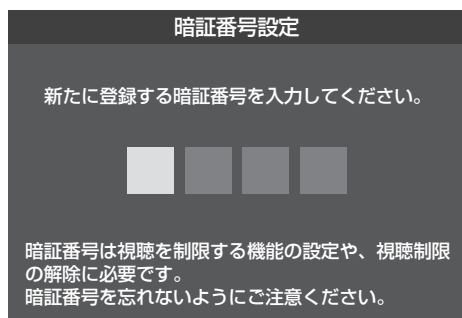 暗証番号設定
新たに登録する暗証番号を入力してください。
暗証番号は視聴を制限する機能の設定や、視聴制限
の解除に必要です。
暗証番号を忘れないようにご注意ください。